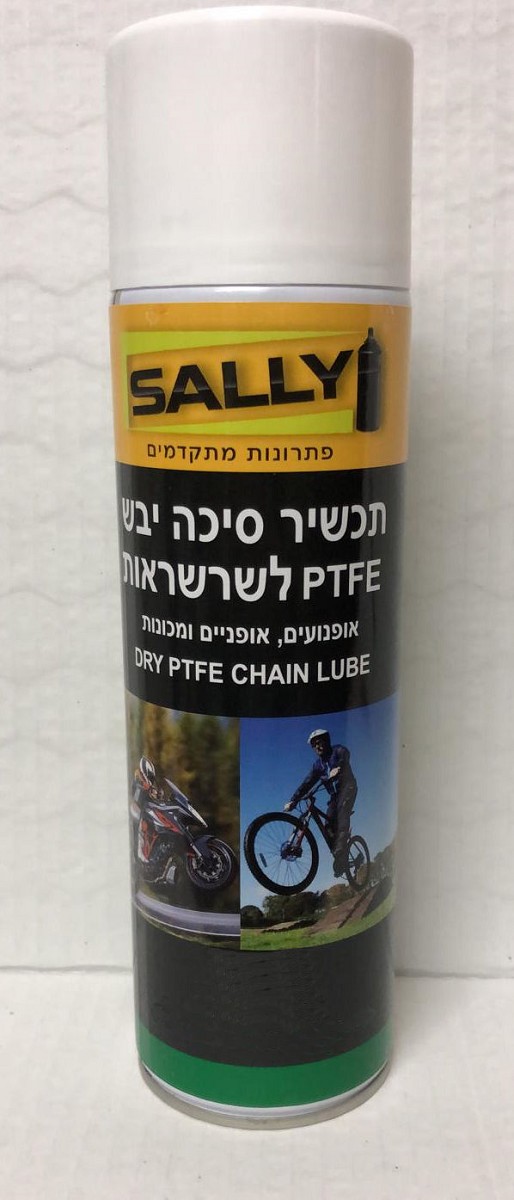 SALLY
פתרונות מתקדמים
תכשיר סיכה יבש
PTFE לשרשראות
אופנועים, אופניים ומכונות
DRY PTFE CHAIN LUBE